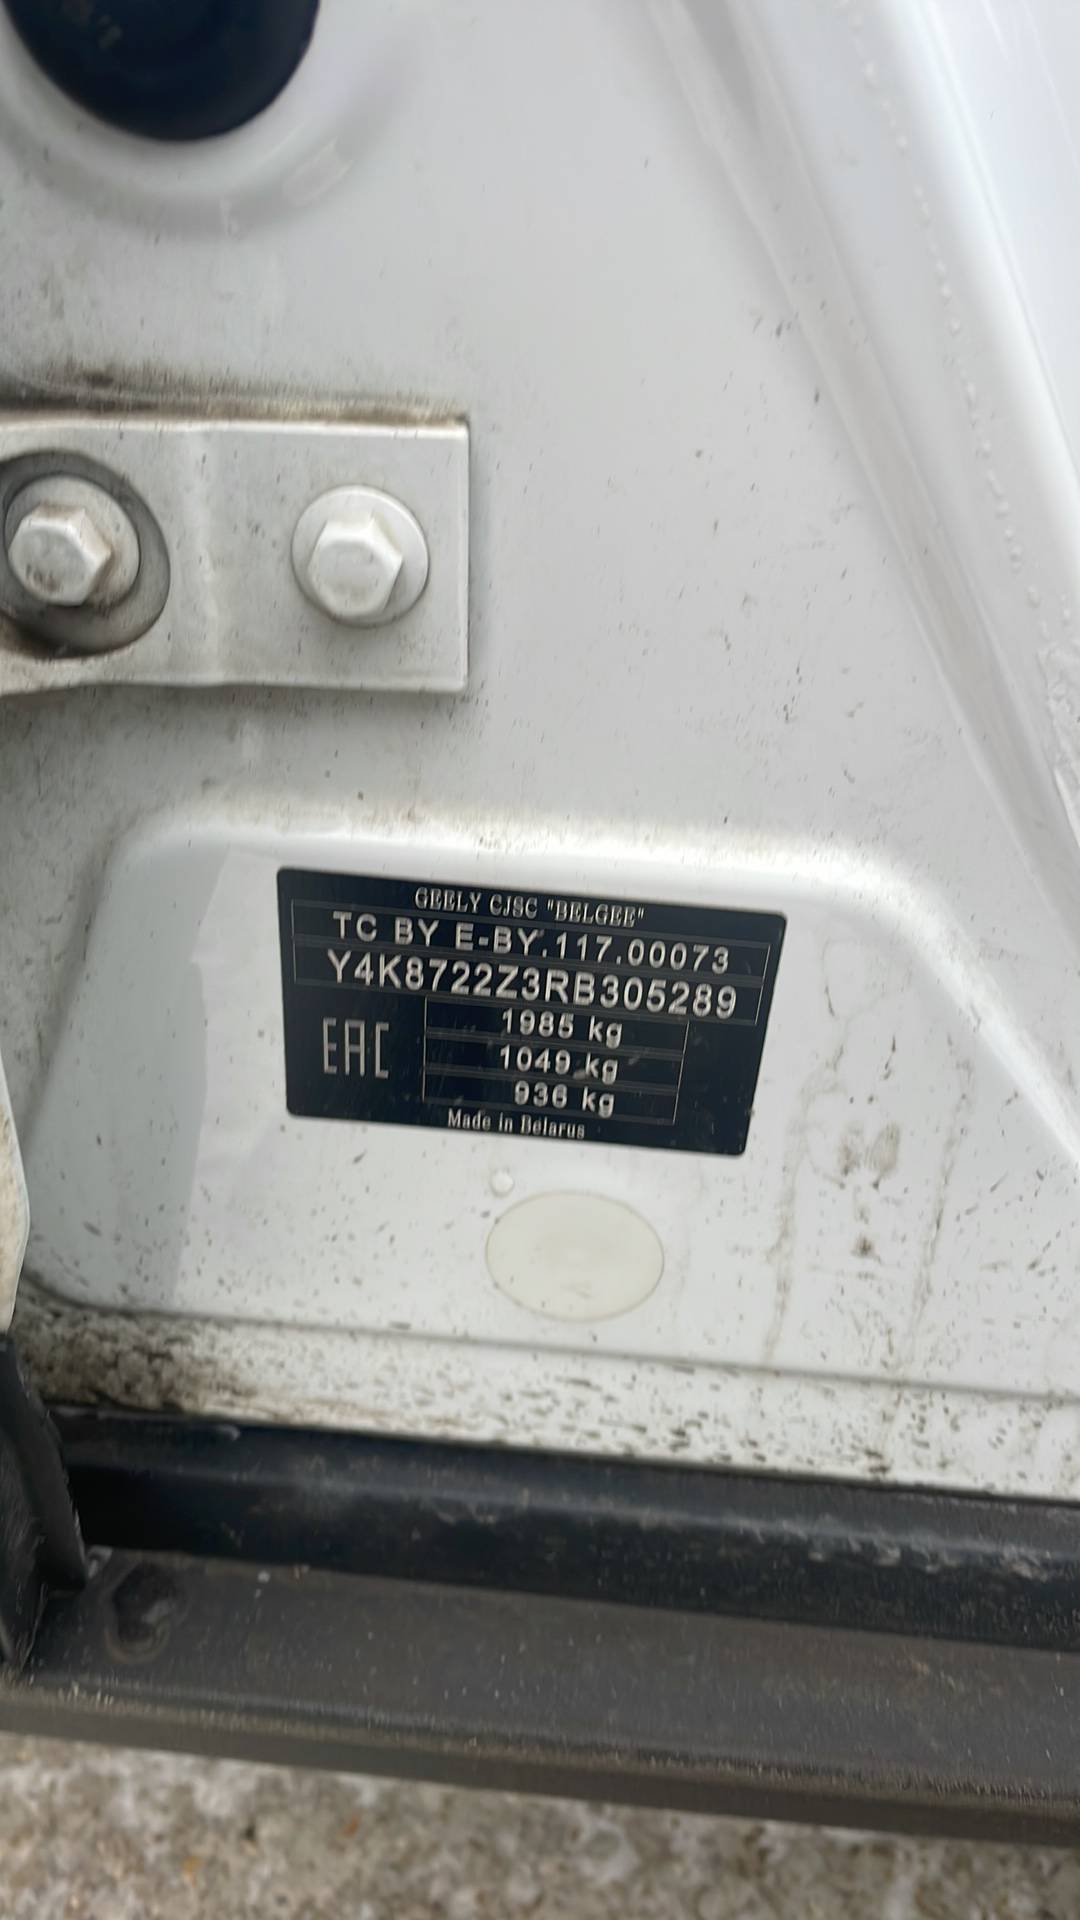 GEELY CJSC "BELGEE"
TC BY E-BY.117.00073
Y4K8722Z3RB305289
EAC
1985 kg
1049 kg
936 kg
Made in Belarus